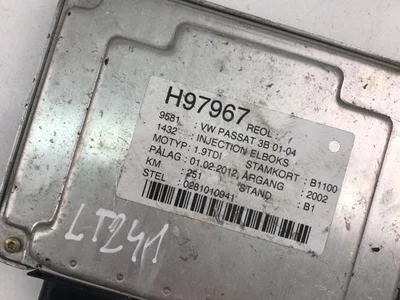 H97967
REOL :
9581 : VW PASSAT 3B 01-04
1432 : INJECTION ELBOKS
MOTYP: 1.9TDI STAMKORT : B1100
PALAG : 01.02-2012, ARGANG : 2002
KM : 251 STAND : B1
STEL : 0281010941
LT241